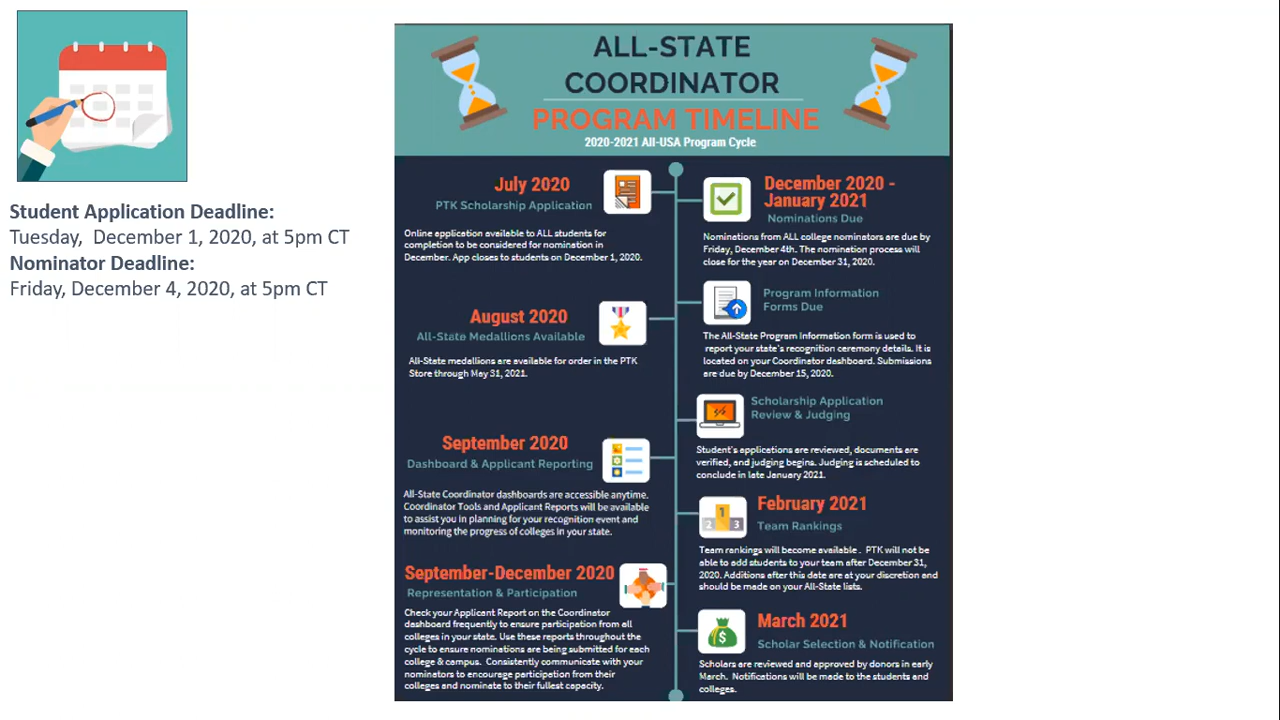 Student Application Deadline:
Tuesday, December 1, 2020, at 5pm CT
Nominator Deadline:
Friday, December 4, 2020, at 5pm CT
ALL-STATE
COORDINATOR
PROGRAM TIMELINE
2020-2021 All-USA Program Cycle
July 2020
PTK Scholarship Application
Online application available to ALL students for
completion to be considered for nomination in
December. App closes to students on December 1, 2020.
August 2020
All-State Medallions Available
All-State medallions are available for order in the PTK
Store through May 31, 2021.
September 2020
Dashboard & Applicant Reporting
All-State Coordinator dashboards are accessible anytime.
Coordinator Tools and Applicant Reports will be available
to assist you in planning for your recognition event and
monitoring the progress of colleges in your state.
September-December 2020
Representation & Participation
Check your Applicant Report on the Coordinator
dashboard frequently to ensure participation from all
colleges in your state. Use these reports throughout the
cycle to ensure nominations are being submitted for each
college & campus. Consistently communicate with your
nominators to encourage participation from their
colleges and nominate to their fullest capacity.
December 2020 -
January 2021
Nominations Due
Nominations from ALL college nominators are due by
Friday, December 4th. The nomination process will
close for the year on December 31, 2020.
Program Information
Forms Due
The All-State Program Information form is used to
report your state's recognition ceremony details. It is
located on your Coordinator dashboard. Submissions
are due by December 15, 2020.
Scholarship Application
Review & Judging
Student's applications are reviewed, documents are
verified, and judging begins. Judging is scheduled to
conclude in late January 2021.
1
2 3
February 2021
Team Rankings
Team rankings will become available . PTK will not be
able to add students to your team after December 31,
2020. Additions after this date are at your discretion and
should be made on your All-State lists.
$
March 2021
Scholar Selection & Notification
Scholars are reviewed and approved by donors in early
March. Notifications will be made to the students and
colleges.